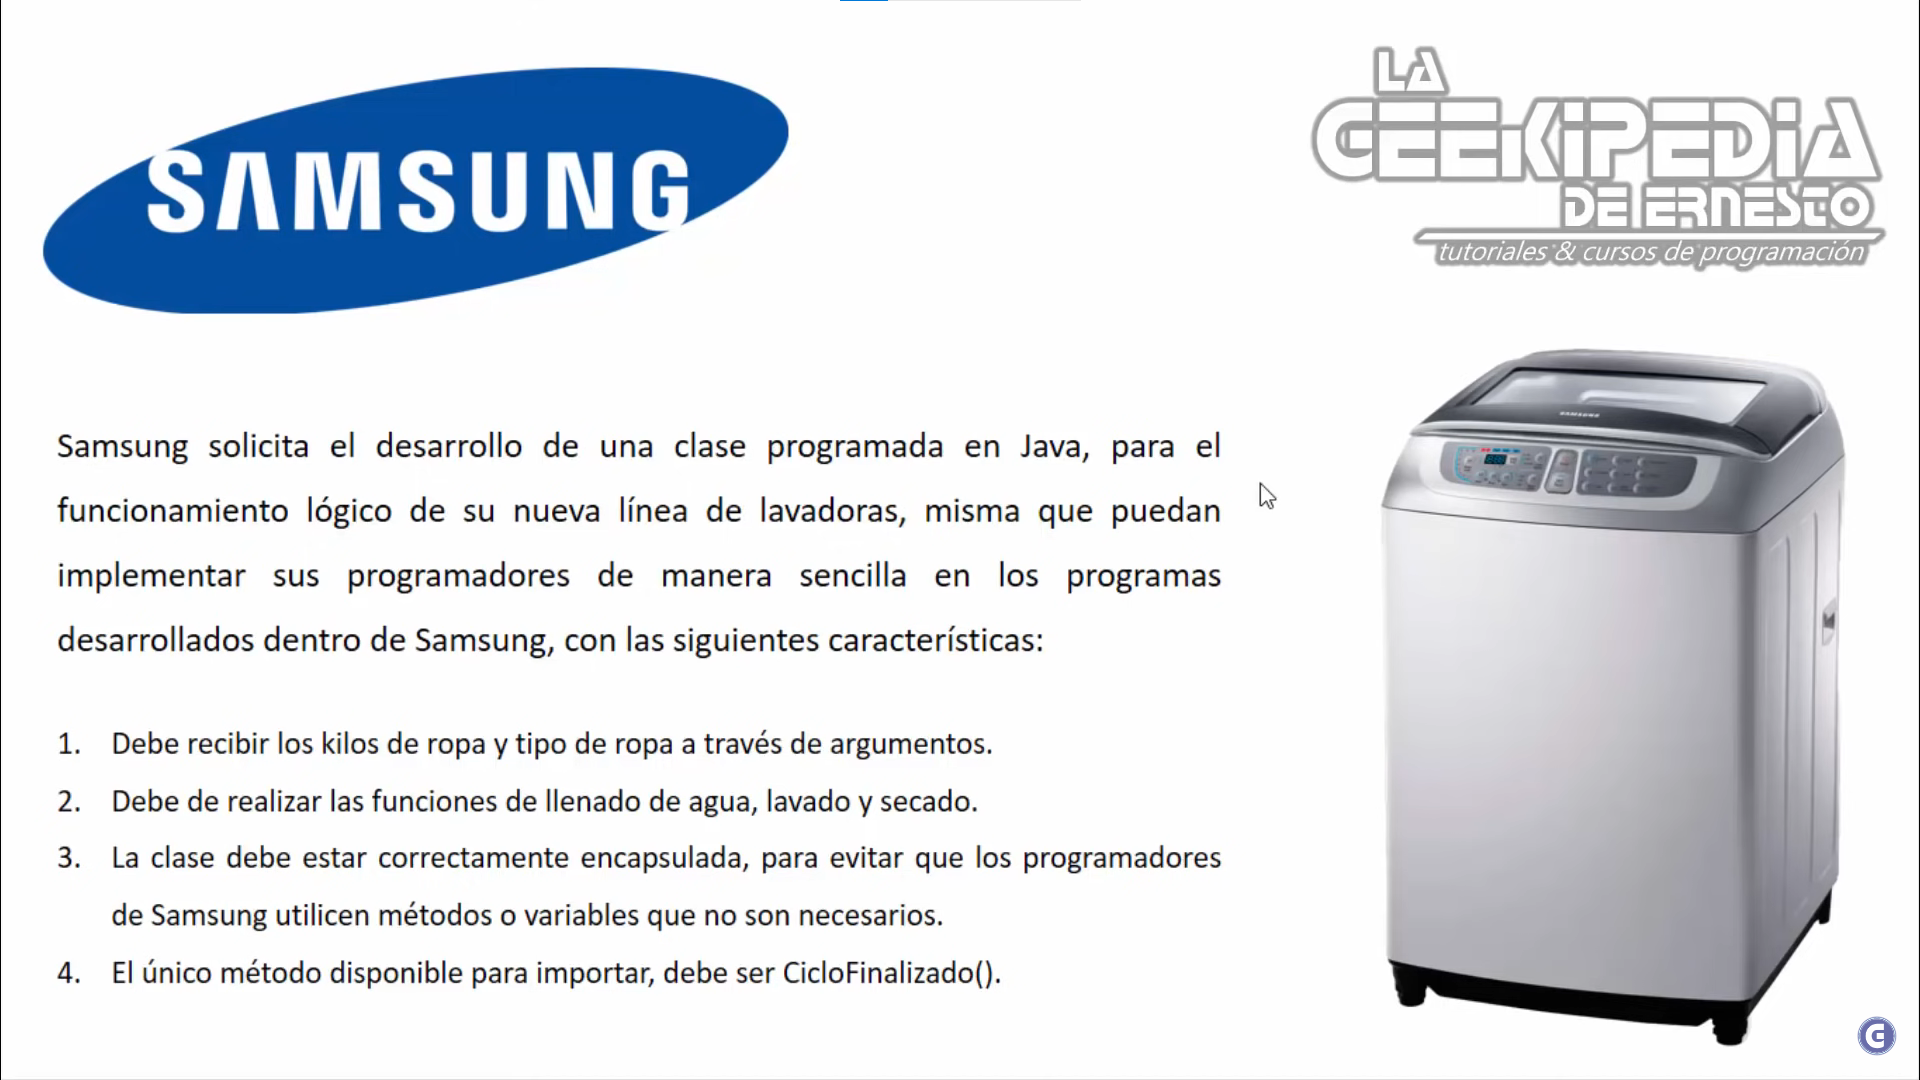 SAMSUNG
LA
GEEKIPEDIA
DE ERNESTO
tutoriales & cursos de programación
Samsung solicita el desarrollo de una clase programada en Java, para el
funcionamiento lógico de su nueva línea de lavadoras, misma que puedan
implementar sus programadores de manera sencilla en los programas
desarrollados dentro de Samsung, con las siguientes características:
1. Debe recibir los kilos de ropa y tipo de ropa a través de argumentos.
2. Debe de realizar las funciones de llenado de agua, lavado y secado.
3. La clase debe estar correctamente encapsulada, para evitar que los programadores
de Samsung utilicen métodos o variables que no son necesarios.
4. El único método disponible para importar, debe ser CicloFinalizado().
SAMSUNG
G